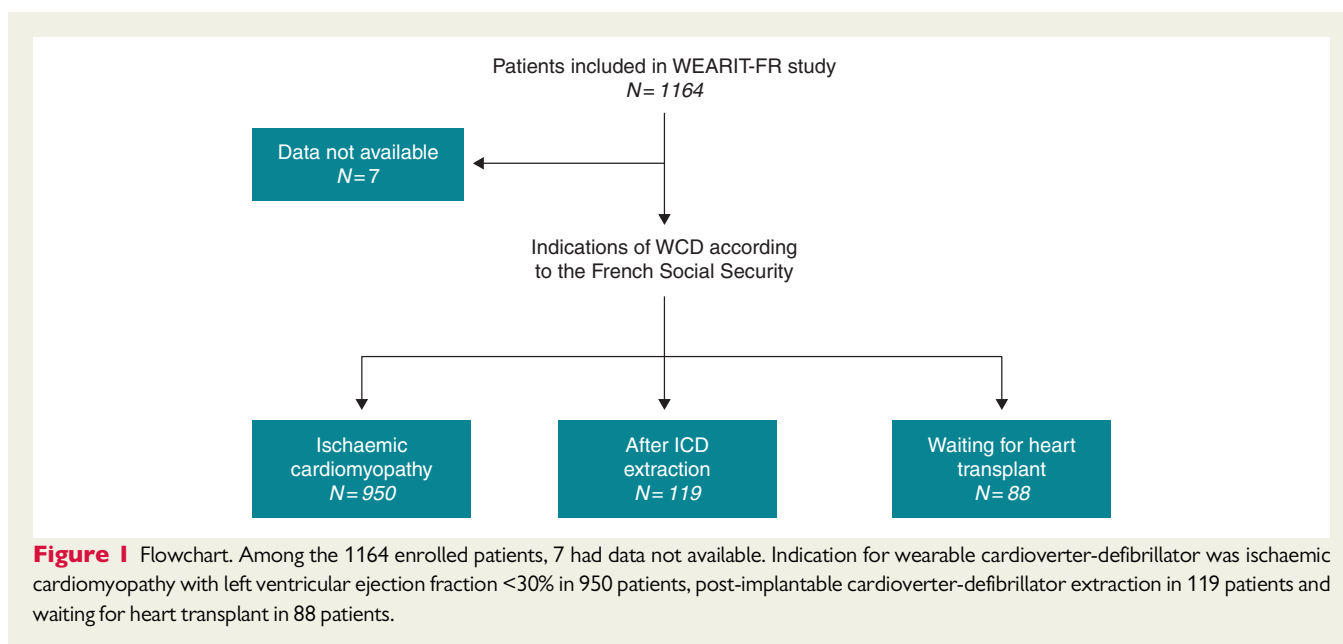 Patients included in WEARIT-FR study
N = 1164
Data not available
N = 7
Indications of WCD according
to the French Social Security
Ischaemic
cardiomyopathy
N = 950
After ICD
extraction
N = 119
Waiting for heart
transplant
N = 88
Figure 1 Flowchart. Among the 1164 enrolled patients, 7 had data not available. Indication for wearable cardioverter-defibrillator was ischaemic
cardiomyopathy with left ventricular ejection fraction <30% in 950 patients, post-implantable cardioverter-defibrillator extraction in 119 patients and
waiting for heart transplant in 88 patients.